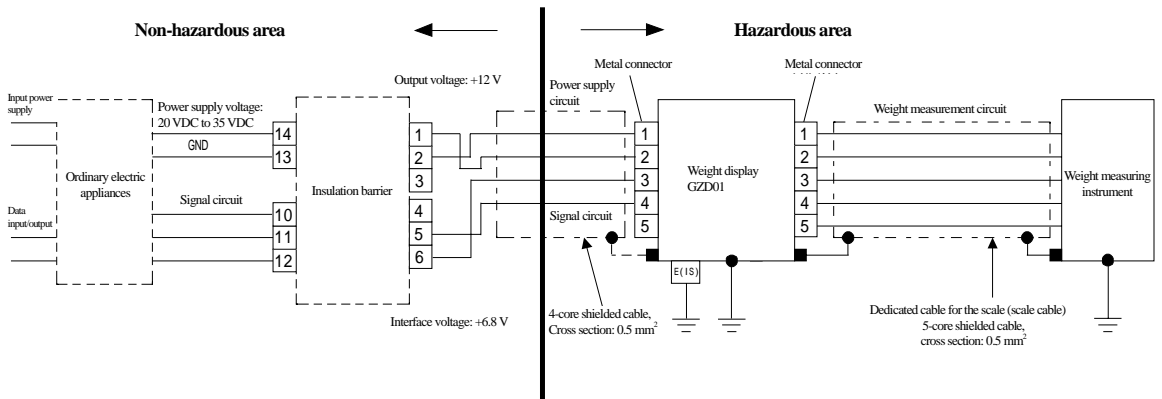 Non-hazardous area
Hazardous area
Output voltage: +12 V
Metal connector
Metal connector
Input power
supply
Power supply voltage:
20 VDC to 35 VDC
GND
Power supply
circuit
Weight measurement circuit
14
13
10
11
12
1
2
3
4
5
6
1
2
3
4
5
1
2
3
4
5
Ordinary electric
appliances
Insulation barrier
Weight display
GZD01
Weight measuring
instrument
Data
input/output
Signal circuit
Signal circuit
E(IS)
Interface voltage: +6.8 V
4-core shielded cable,
Cross section: 0.5 mm²
Dedicated cable for the scale (scale cable)
5-core shielded cable,
cross section: 0.5 mm²